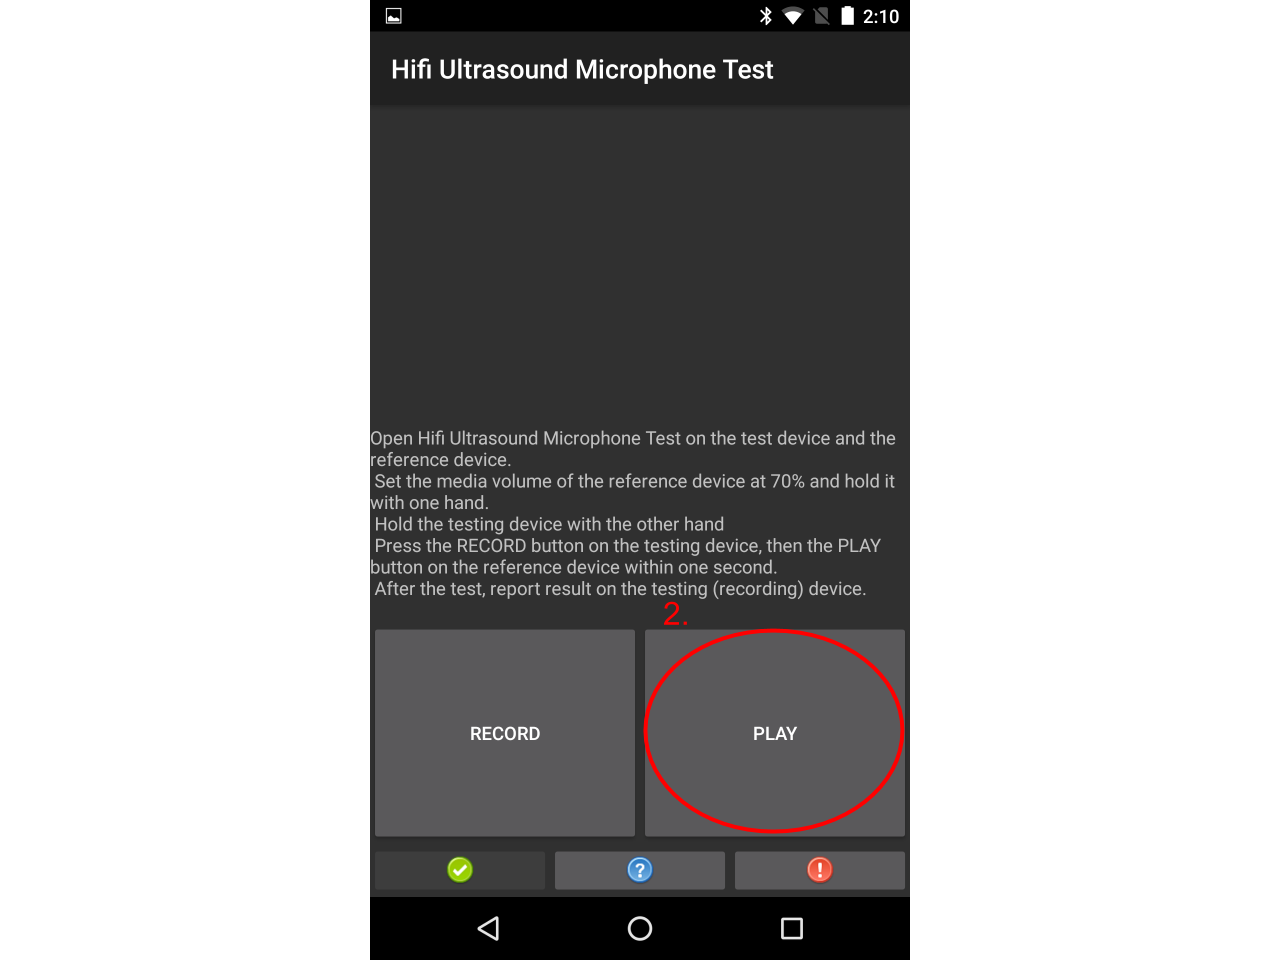 2:10
Hifi Ultrasound Microphone Test
Open Hifi Ultrasound Microphone Test on the test device and the
reference device.
Set the media volume of the reference device at 70% and hold it
with one hand.
Hold the testing device with the other hand
Press the RECORD button on the testing device, then the PLAY
button on the reference device within one second.
After the test, report result on the testing (recording) device.
2.
RECORD
PLAY
?
!